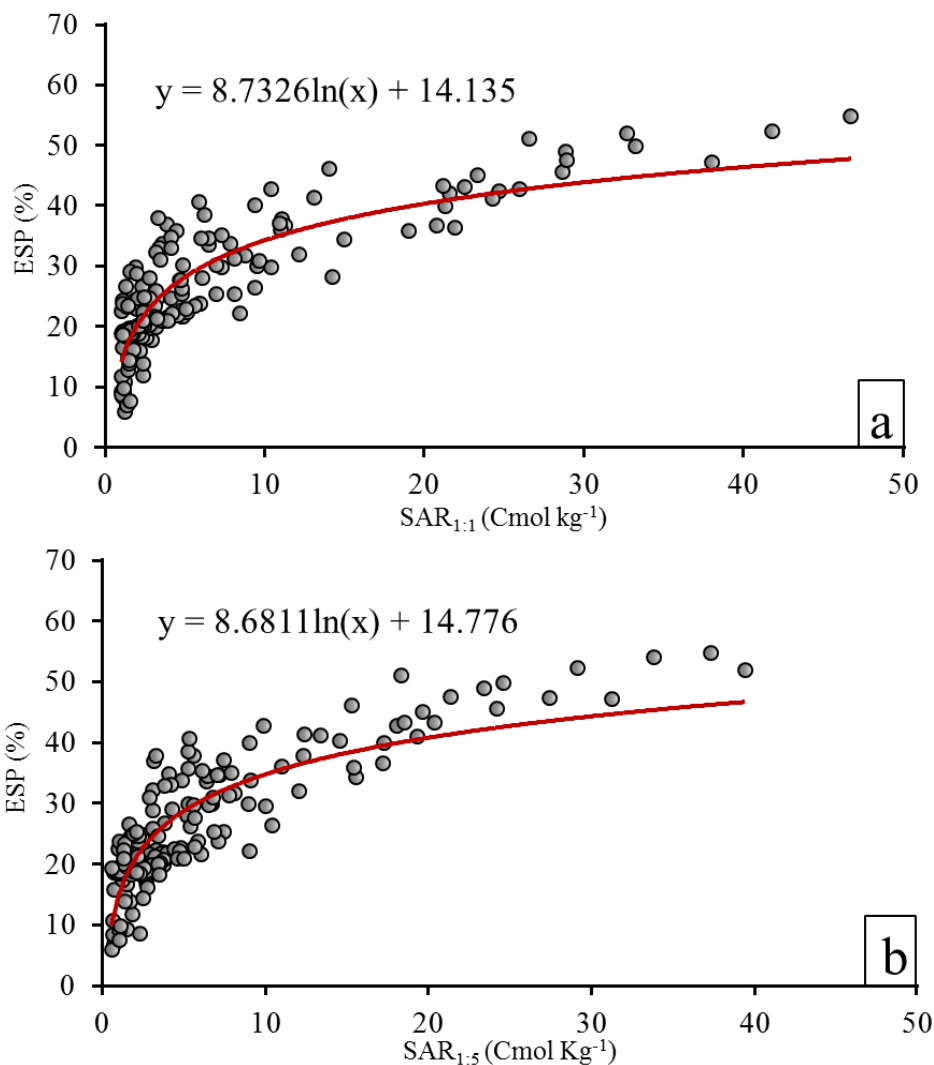 70
60
y = 8.7326ln(x) + 14.135
50
40
ESP (%)
30
20
10
a
0
0 10 20 30 40 50
SAR1:1 (Cmol kg-1)
70
60
y = 8.6811ln(x) + 14.776
50
40
ESP (%)
30
20
10
b
0
0 10 20 30 40 50
SAR1:5 (Cmol Kg-1)